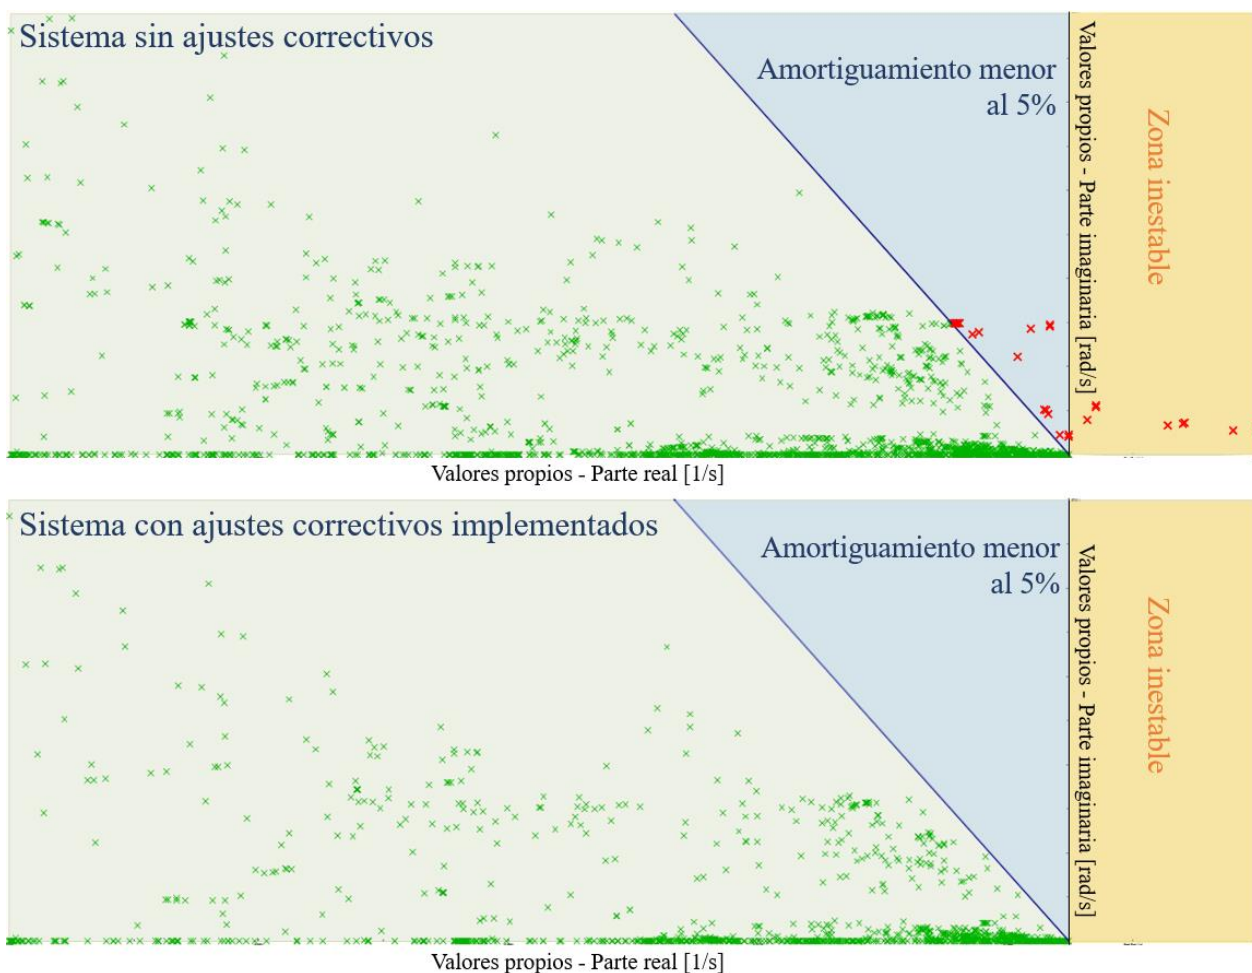 Sistema sin ajustes correctivos
Amortiguamiento menor
al 5%
Valores propios - Parte imaginaria [rad/s]
Zona inestable
Valores propios - Parte real [1/s]
Sistema con ajustes correctivos implementados
Amortiguamiento menor
al 5%
Valores propios - Parte imaginaria [rad/s]
Zona inestable
Valores propios - Parte real [1/s]